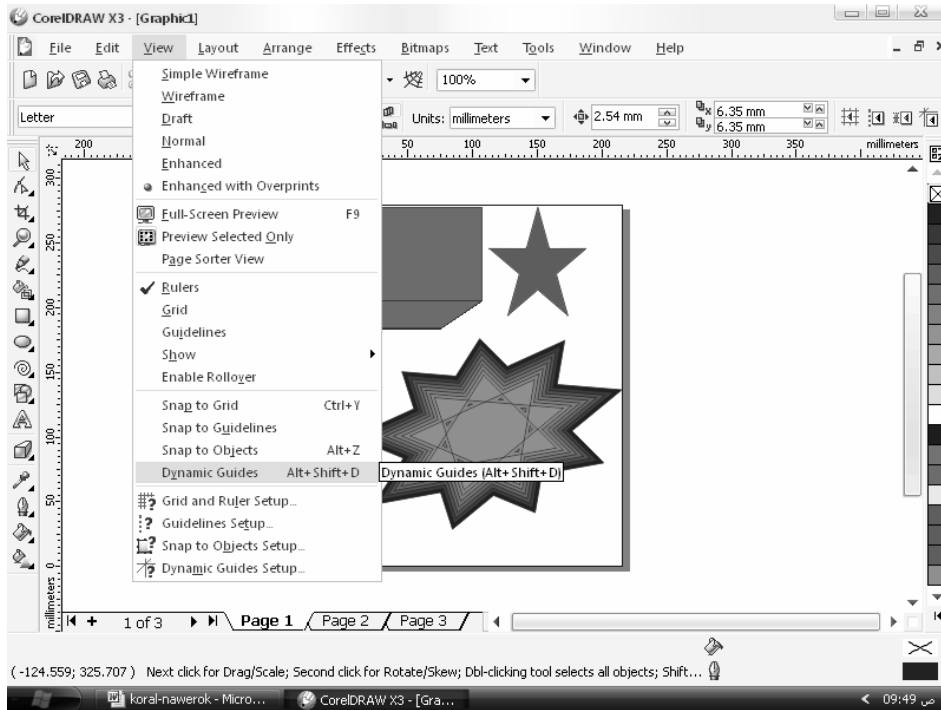 CorelDRAW X3 - [Graphic1]
File Edit View Layout Arrange Effects Bitmaps Text Tools Window Help
100%
Letter Units: millimeters 2.54 mm x 6.35 mm
y 6.35 mm
200 50 100 150 200 250 300 350 millimeters
300
250
200
150
100
50
0
millimeters
Simple Wireframe
Wireframe
Draft
Normal
Enhanced
Enhanced with Overprints
Full-Screen Preview F9
Preview Selected Only
Page Sorter View
Rulers
Grid
Guidelines
Show
Enable Rollover
Snap to Grid Ctrl+Y
Snap to Guidelines
Snap to Objects Alt+Z
Dynamic Guides Alt+Shift+D Dynamic Guides (Alt+Shift+D)
Grid and Ruler Setup...
Guidelines Setup...
Snap to Objects Setup...
Dynamic Guides Setup...
1 of 3 Page 1 Page 2 Page 3
( -124.559; 325.707 ) Next click for Drag/Scale; Second click for Rotate/Skew; Dbl-clicking tool selects all objects; Shift...
koral-nawerok - Micro... CorelDRAW X3 - [Gra... 09:49 ص